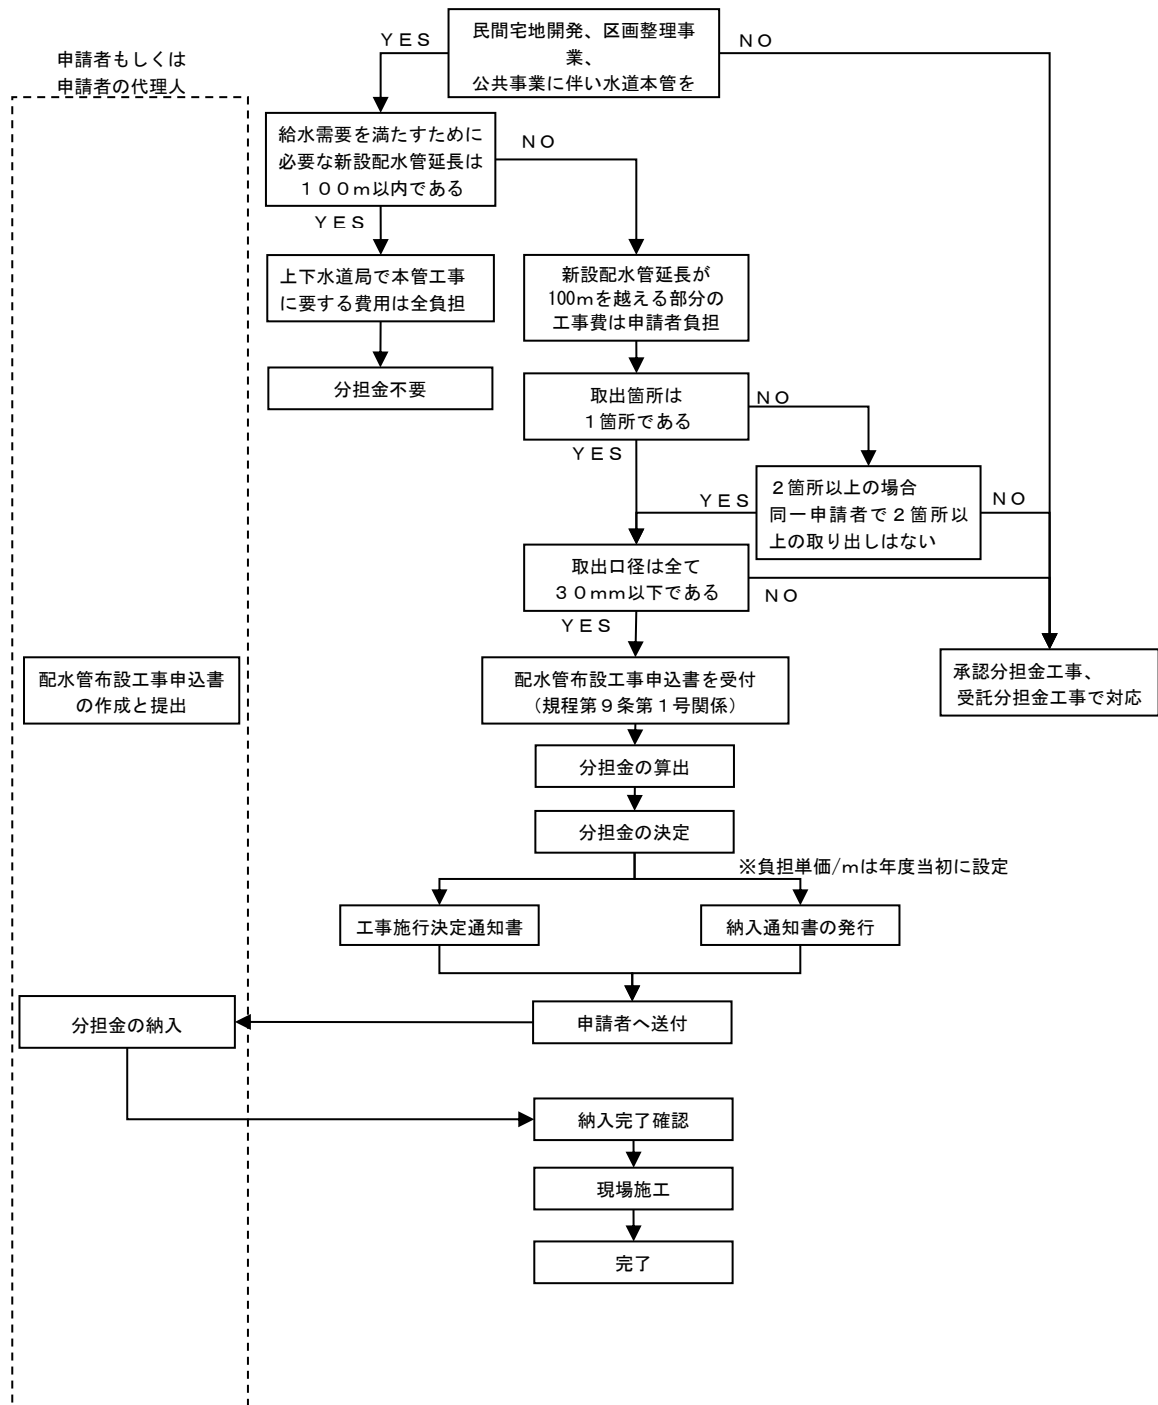 民間宅地開発、区画整理事
業、
公共事業に伴い水道本管を
ＹＥＳ
ＮＯ
申請者もしくは
申請者の代理人
給水需要を満たすために
必要な新設配水管延長は
１００ｍ以内である
ＮＯ
ＹＥＳ
上下水道局で本管工事
に要する費用は全負担
新設配水管延長が
100ｍを越える部分の
工事費は申請者負担
分担金不要
取出箇所は
１箇所である
ＮＯ
ＹＥＳ
２箇所以上の場合
同一申請者で２箇所以
上の取り出しはない
ＹＥＳ
ＮＯ
取出口径は全て
３０ｍｍ以下である
ＮＯ
ＹＥＳ
配水管布設工事申込書
の作成と提出
配水管布設工事申込書を受付
（規程第９条第１号関係）
承認分担金工事、
受託分担金工事で対応
分担金の算出
分担金の決定
※負担単価/ｍは年度当初に設定
工事施行決定通知書
納入通知書の発行
分担金の納入
申請者へ送付
納入完了確認
現場施工
完了